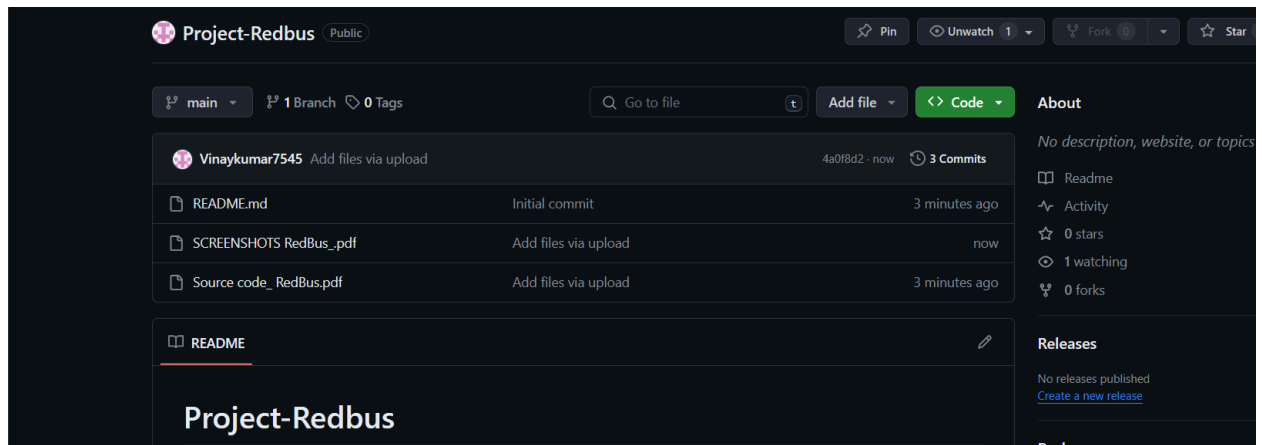 Project-Redbus Public Pin Unwatch 1 Fork 0 Star
main 1 Branch 0 Tags Go to file t Add file Code About
No description, website, or topics
Vinaykumar7545 Add files via upload 4a0f8d2 · now 3 Commits
Readme
README.md Initial commit 3 minutes ago
Activity
0 stars
SCREENSHOTS RedBus_.pdf Add files via upload now
1 watching
Source code_ RedBus.pdf Add files via upload 3 minutes ago
0 forks
README
Releases
No releases published
Create a new release
Project-Redbus